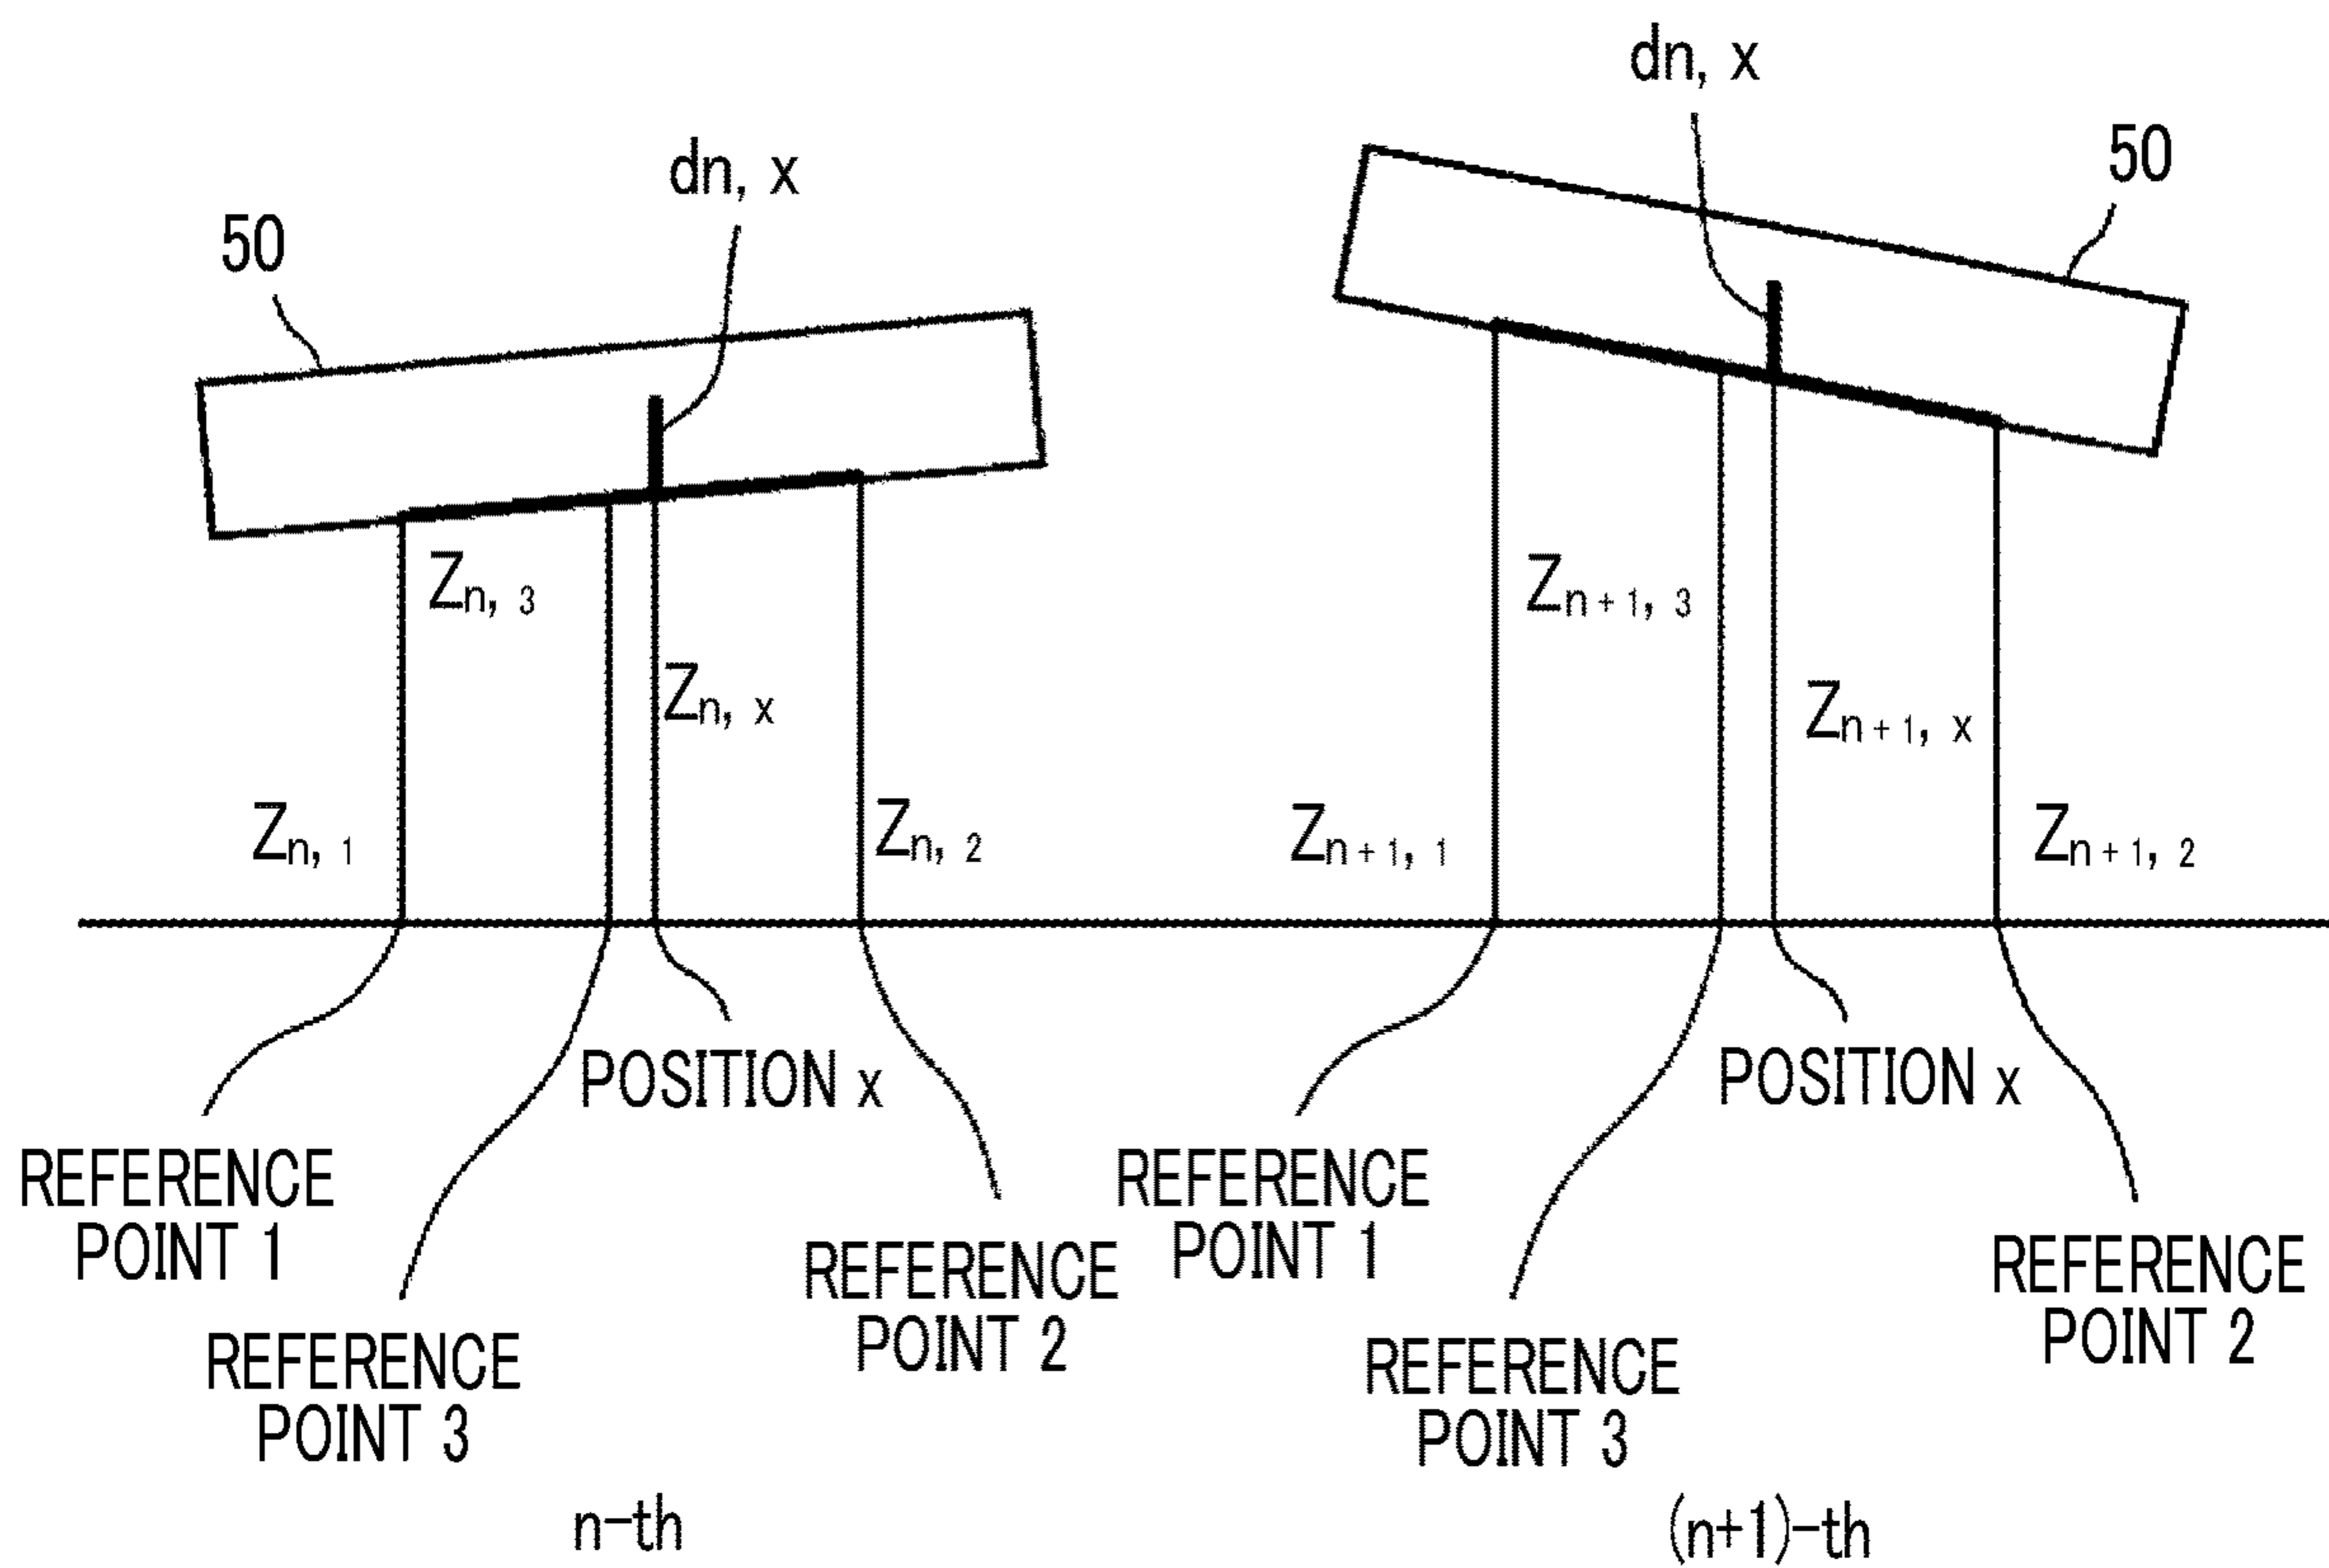 dn, x
50
Zn, 3
Zn, x
Zn, 1
Zn, 2
POSITION x
REFERENCE
POINT 1
REFERENCE
POINT 2
REFERENCE
POINT 3
n-th
dn, x
50
Zn+1, 3
Zn+1, x
Zn+1, 1
Zn+1, 2
POSITION x
REFERENCE
POINT 1
REFERENCE
POINT 2
REFERENCE
POINT 3
(n+1)-th